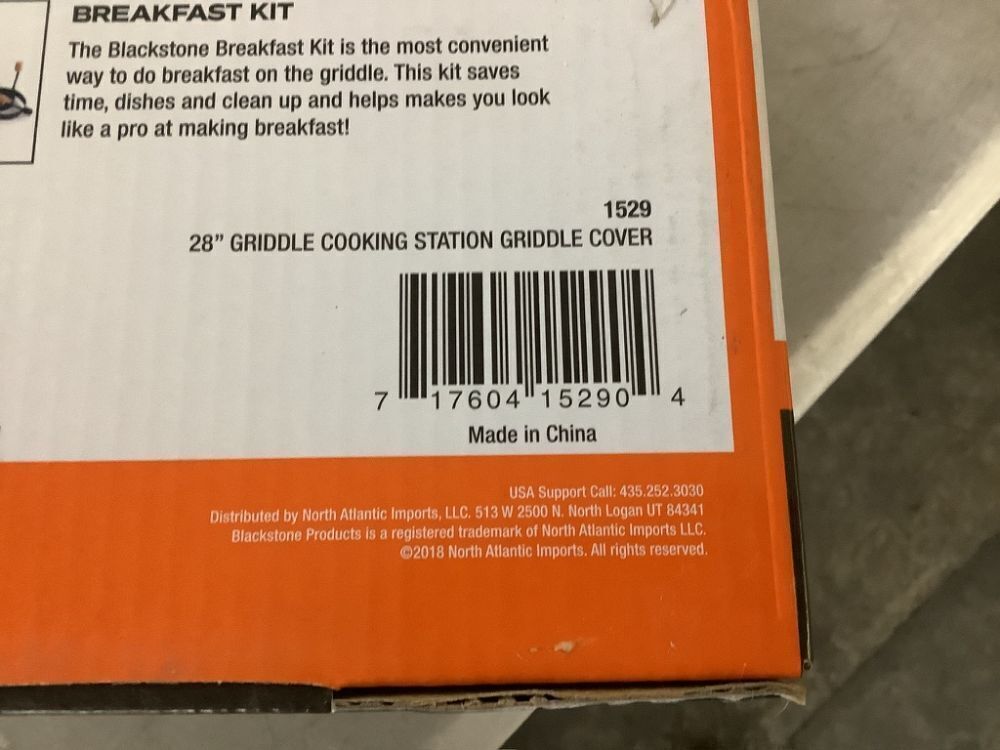 BREAKFAST KIT
The Blackstone Breakfast Kit is the most convenient
way to do breakfast on the griddle. This kit saves
time, dishes and clean up and helps makes you look
like a pro at making breakfast!
1529
28” GRIDDLE COOKING STATION GRIDDLE COVER
7 17604 15290 4
Made in China
USA Support Call: 435.252.3030
Distributed by North Atlantic Imports, LLC. 513 W 2500 N. North Logan UT 84341
Blackstone Products is a registered trademark of North Atlantic Imports LLC.
©2018 North Atlantic Imports. All rights reserved.